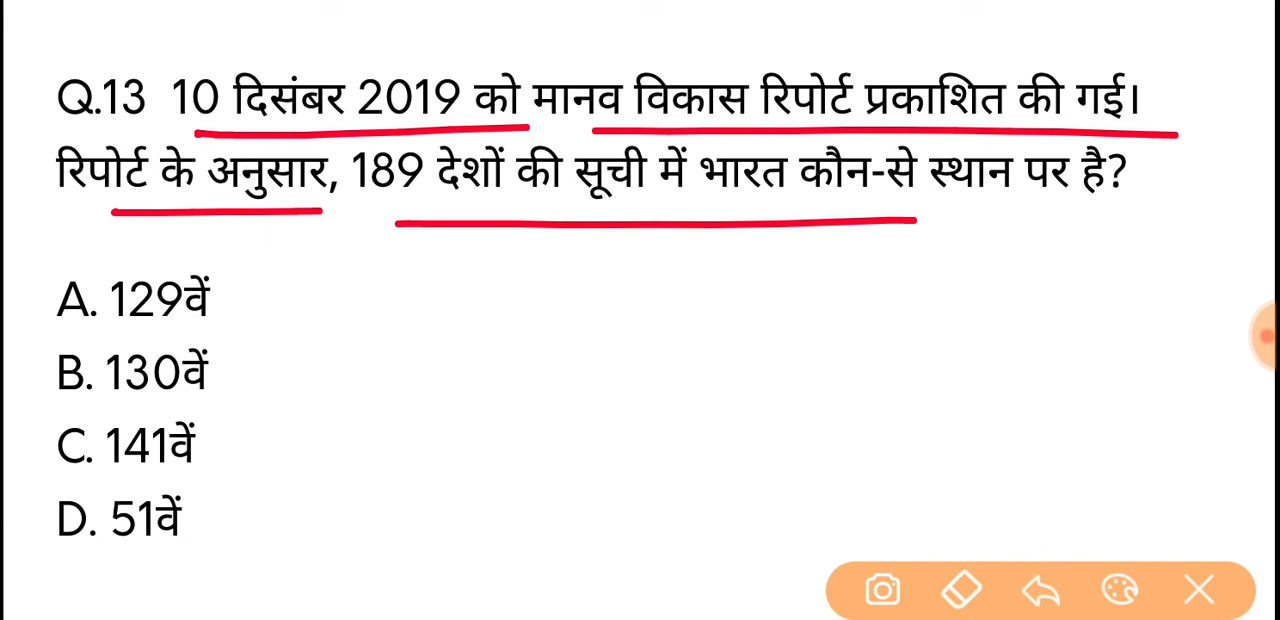 Q.13 10 दिसंबर 2019 को मानव विकास रिपोर्ट प्रकाशित की गई।
रिपोर्ट के अनुसार, 189 देशों की सूची में भारत कौन-से स्थान पर है?
A. 129वें
B. 130वें
C. 141वें
D. 51वें